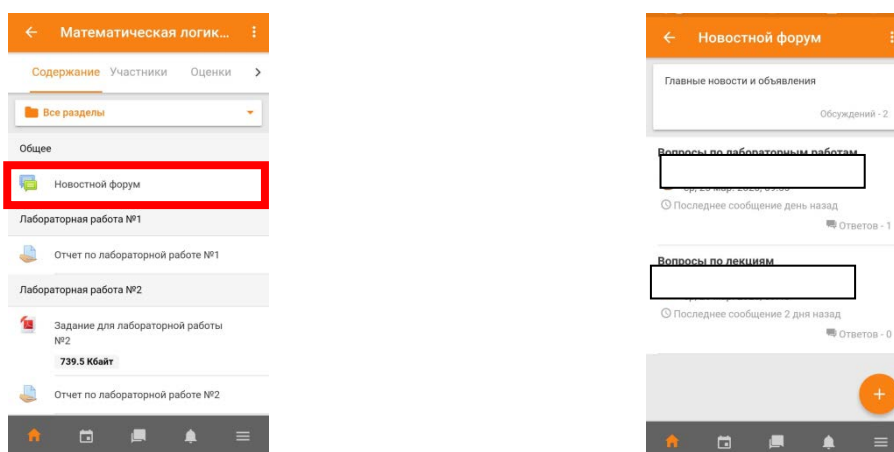 Математическая логик...
Содержание Участники Оценки
Все разделы
Общее
Новостной форум
Лабораторная работа №1
Отчет по лабораторной работе №1
Лабораторная работа №2
Задание для лабораторной работы
№2
739.5 Кбайт
Отчет по лабораторной работе №2
Новостной форум
Главные новости и объявления
Обсуждений - 2
Вопросы по лабораторным работам
Последнее сообщение день назад
Ответов - 1
Вопросы по лекциям
Последнее сообщение 2 дня назад
Ответов - 0